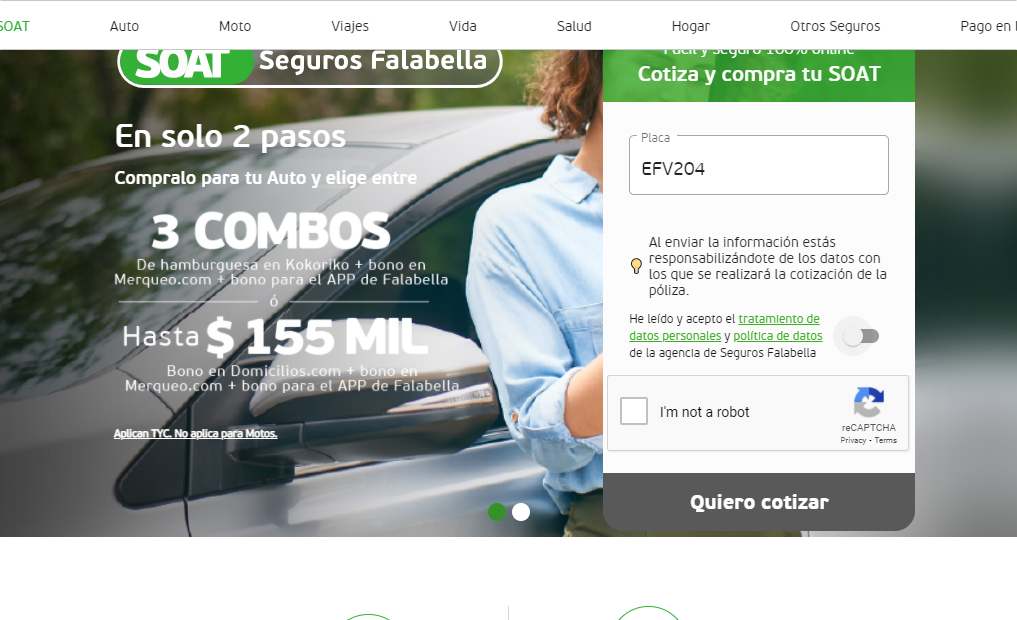 SOAT
Auto
Moto
Viajes
Vida
Salud
Hogar
Otros Seguros
Pago en
SOAT Seguros Falabella
En solo 2 pasos
Compralo para tu Auto y elige entre
3 COMBOS
De hamburguesa en Kokoriko + bono en
Merqueo.com + bono para el APP de Falabella
ó
Hasta $ 155 MIL
Bono en Domicilios.com + bono en
Merqueo.com + bono para el APP de Falabella
Aplican TYC. No aplica para Motos.
Fácil y seguro 100% online
Cotiza y compra tu SOAT
Placa
EFV204
Al enviar la información estás
responsabilizándote de los datos con
los que se realizará la cotización de la
póliza.
He leído y acepto el tratamiento de
datos personales y política de datos
de la agencia de Seguros Falabella
I'm not a robot
reCAPTCHA
Privacy - Terms
Quiero cotizar